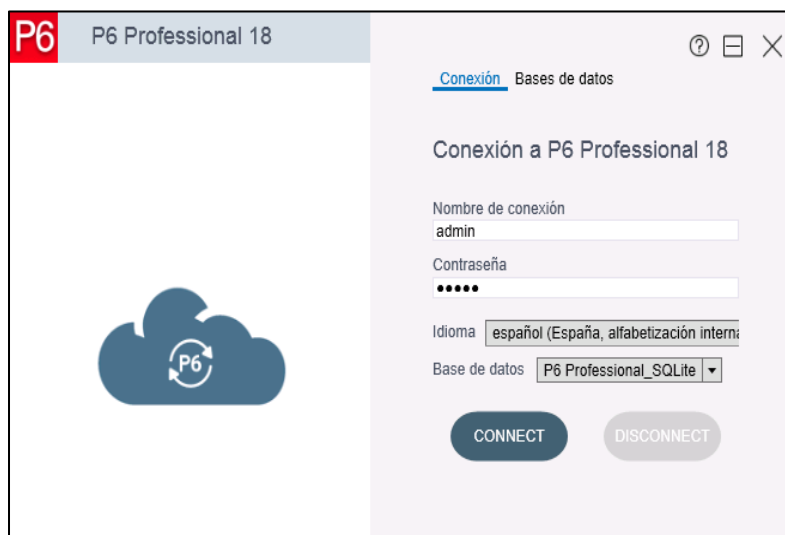 P6 P6 Professional 18
Conexión Bases de datos
Conexión a P6 Professional 18
Nombre de conexión
admin
Contraseña
•••••
Idioma español (España, alfabetización interna
Base de datos P6 Professional_SQLite
P6
CONNECT DISCONNECT